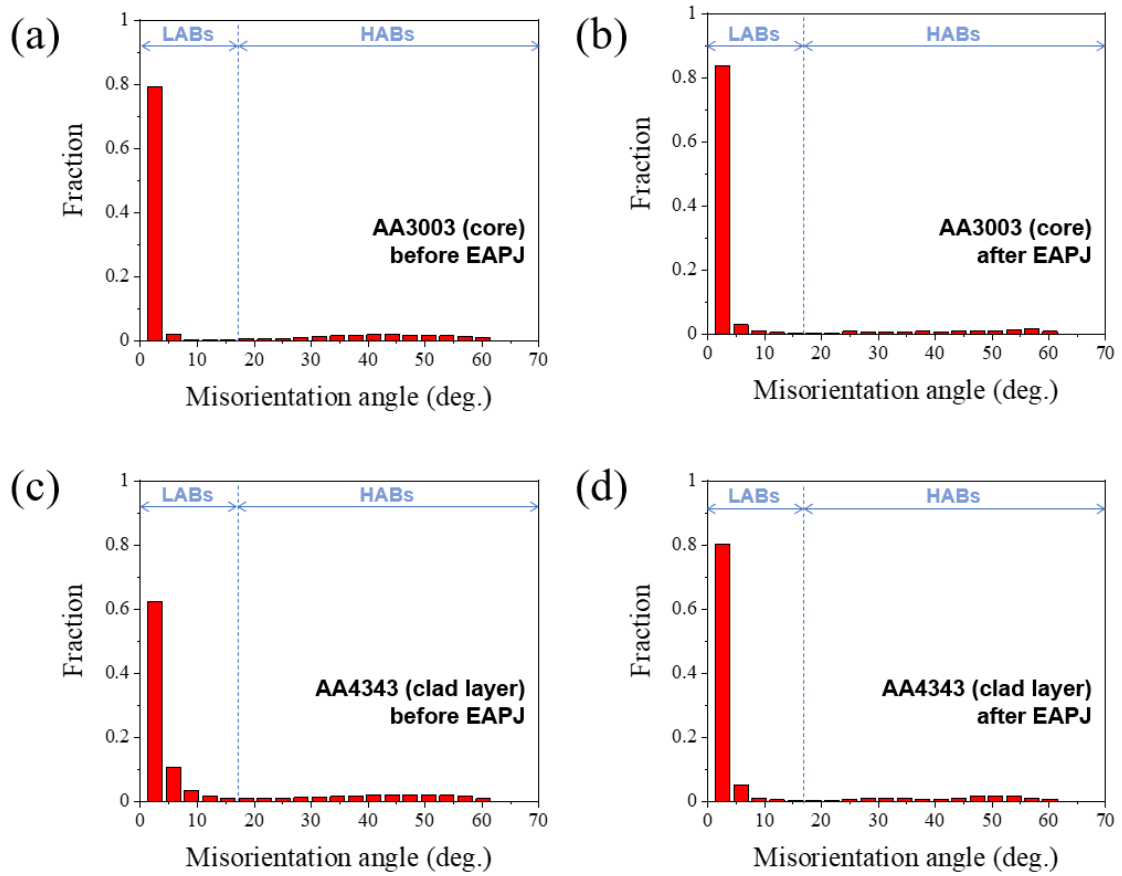 (a)
1
LABs
HABs
0.8
0.6
0.4
0.2
0
Fraction
AA3003 (core)
before EAPJ
0 10 20 30 40 50 60 70
Misorientation angle (deg.)
(b)
1
LABs
HABs
0.8
0.6
0.4
0.2
0
Fraction
AA3003 (core)
after EAPJ
0 10 20 30 40 50 60 70
Misorientation angle (deg.)
(c)
1
LABs
HABs
0.8
0.6
0.4
0.2
0
Fraction
AA4343 (clad layer)
before EAPJ
0 10 20 30 40 50 60 70
Misorientation angle (deg.)
(d)
1
LABs
HABs
0.8
0.6
0.4
0.2
0
Fraction
AA4343 (clad layer)
after EAPJ
0 10 20 30 40 50 60 70
Misorientation angle (deg.)